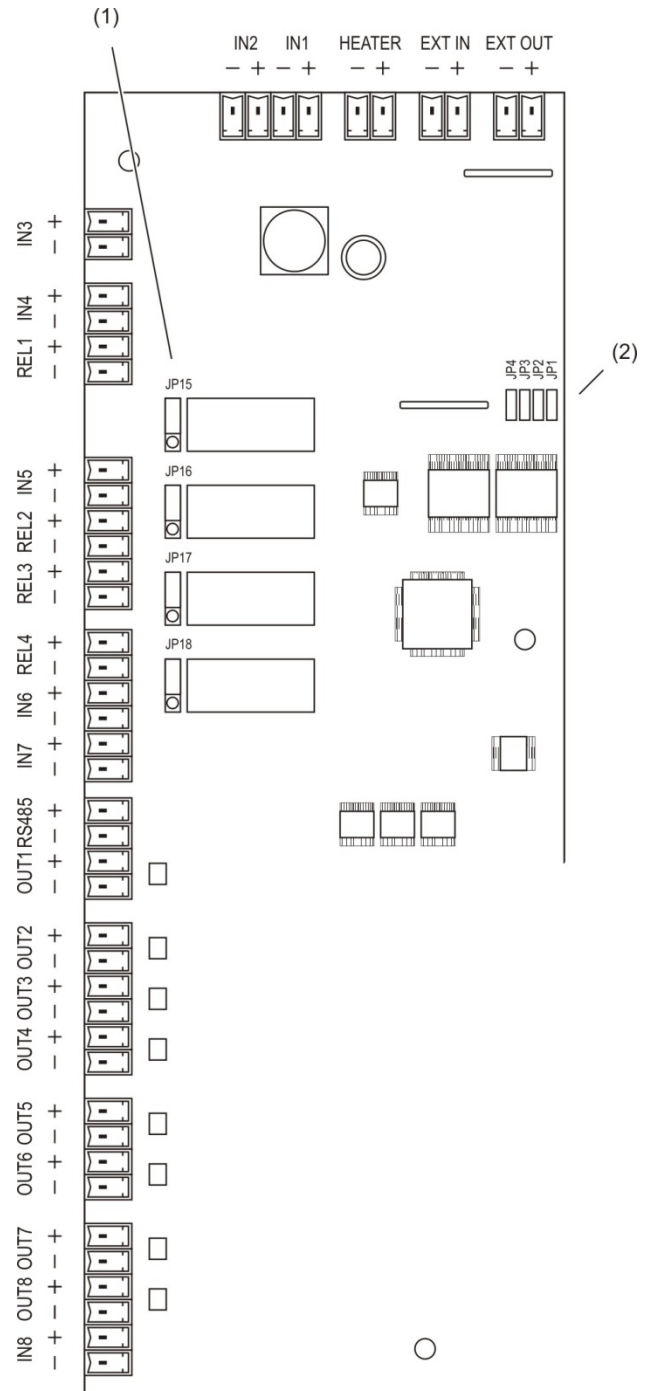 (1)
IN2 IN1 HEATER EXT IN EXT OUT
− + − + − + − + − +
IN3 + −
IN4 + −
REL1 + −
(2)
JP4 JP3 JP2 JP1
JP15
IN5 + −
JP16
REL2 + −
REL3 + −
JP17
REL4 + −
JP18
IN6 + −
IN7 + −
RS485 + −
OUT1 + −
OUT2 + −
OUT3 + −
OUT4 + −
OUT5 + −
OUT6 + −
OUT7 + −
OUT8 + −
IN8 + −